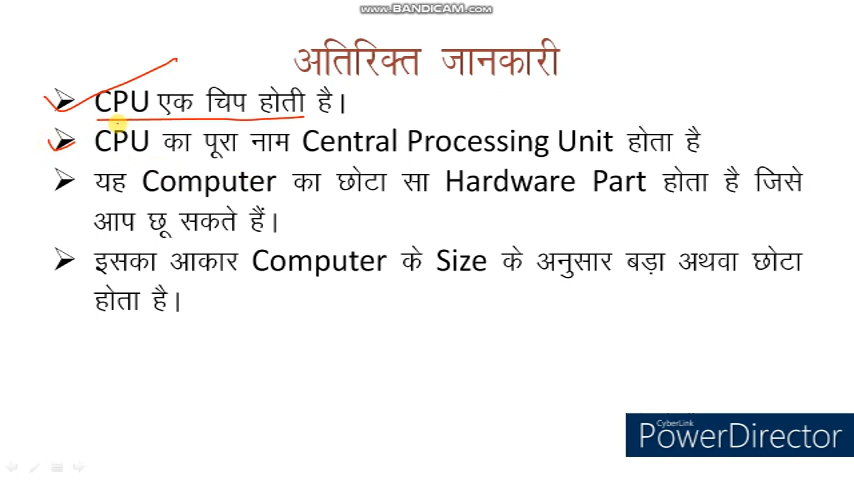 www.BANDICAM.com
अतिरिक्त जानकारी
CPU एक चिप होती है।
CPU का पूरा नाम Central Processing Unit होता है
यह Computer का छोटा सा Hardware Part होता है जिसे
आप छू सकते हैं।
इसका आकार Computer के Size के अनुसार बड़ा अथवा छोटा
होता है।
CyberLink
PowerDirector